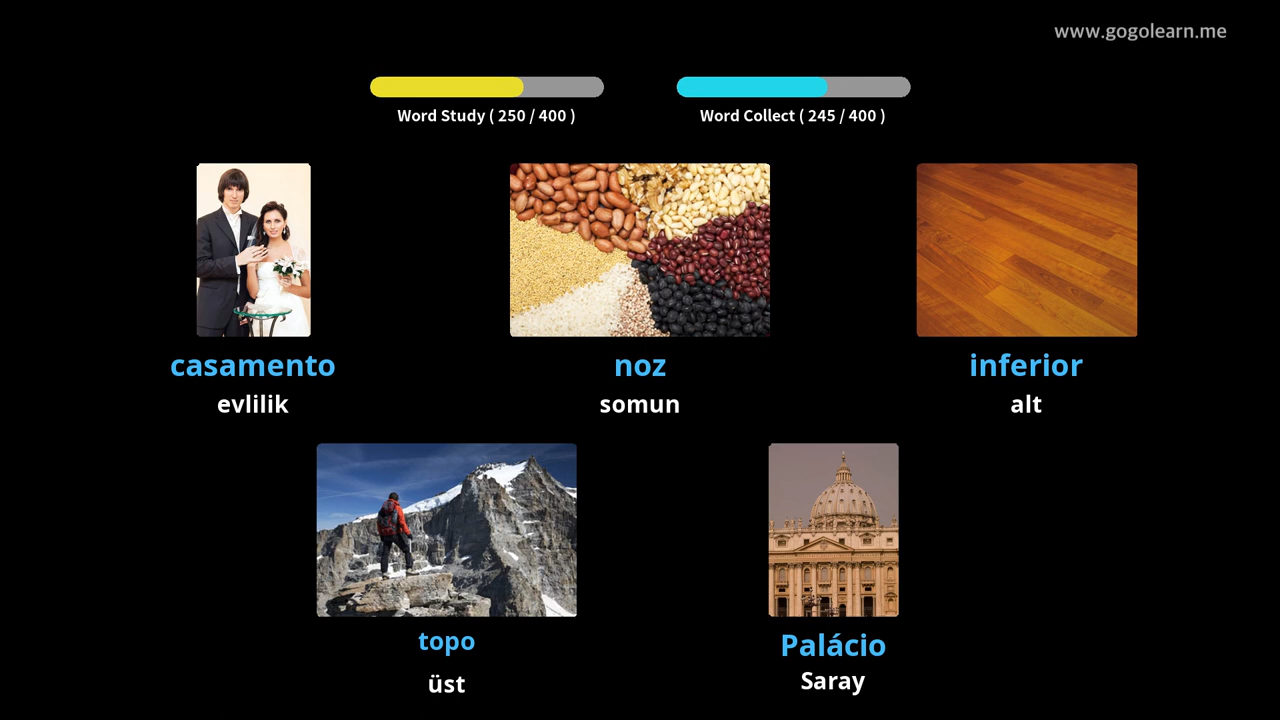 www.gogolearn.me
Word Study ( 250 / 400 )
Word Collect ( 245 / 400 )
casamento
evlilik
noz
somun
inferior
alt
topo
üst
Palácio
Saray